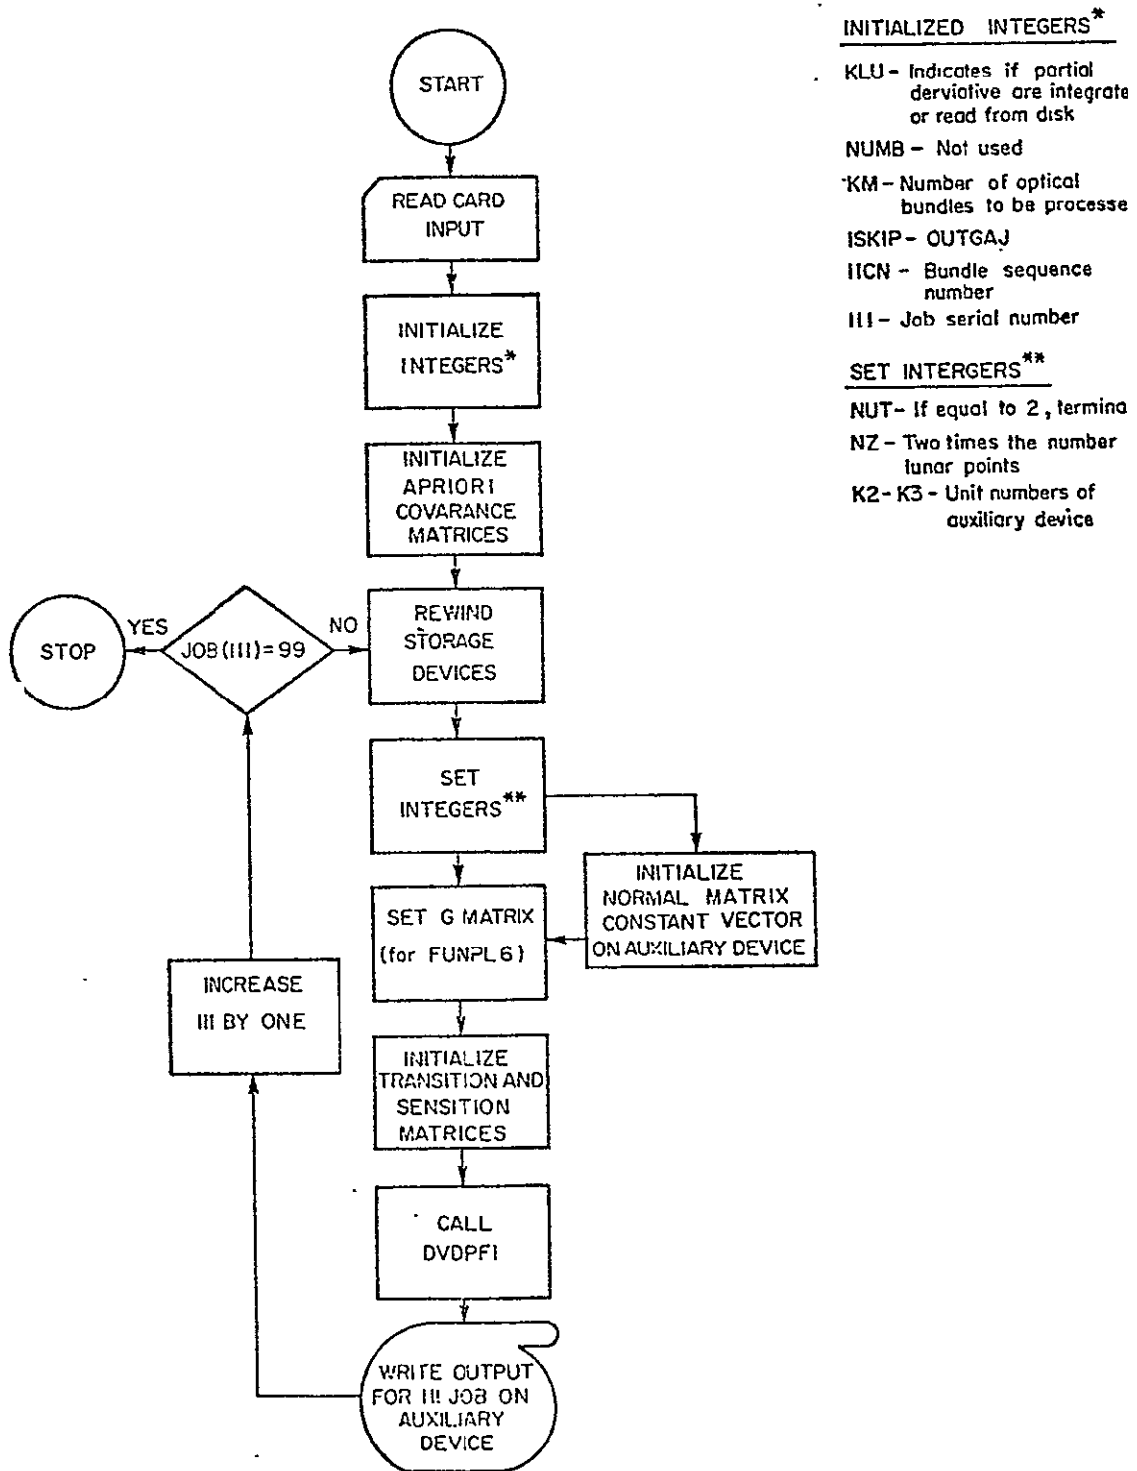 START
READ CARD
INPUT
INITIALIZE
INTEGERS*
INITIALIZE
APRIORI
COVARANCE
MATRICES
REWIND
STORAGE
DEVICES
NO
JOB(III)=99
YES
STOP
SET
INTEGERS**
INITIALIZE
NORMAL MATRIX
CONSTANT VECTOR
ON AUXILIARY DEVICE
SET G MATRIX
(for FUNPL6)
INCREASE
III BY ONE
INITIALIZE
TRANSITION AND
SENSITION
MATRICES
CALL
DVDPF1
WRITE OUTPUT
FOR III JOB ON
AUXILIARY
DEVICE
INITIALIZED INTEGERS*
KLU - Indicates if partial
derviative are integrate
or read from disk
NUMB - Not used
KM - Number of optical
bundles to be processe
ISKIP - OUTGAJ
IICN - Bundle sequence
number
III - Job serial number
SET INTERGERS**
NUT - If equal to 2, termina
NZ - Two times the number
lunar points
K2 - K3 - Unit numbers of
auxiliary device